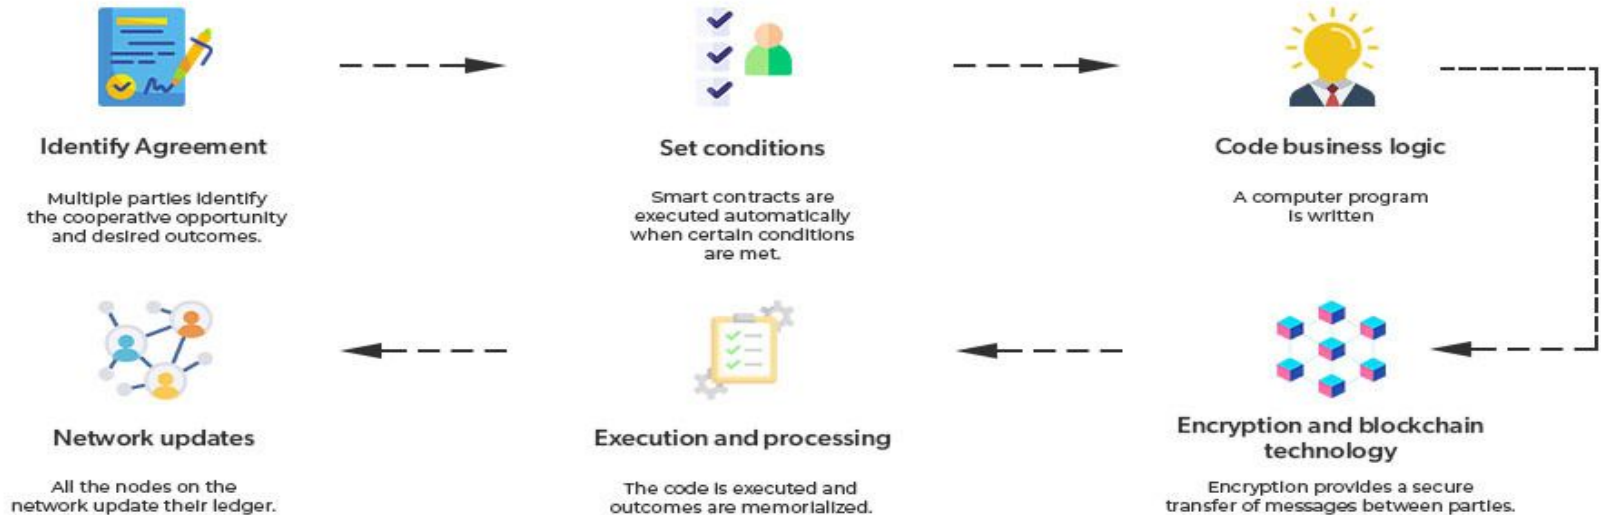 Identify Agreement
Multiple parties identify
the cooperative opportunity
and desired outcomes.
Set conditions
Smart contracts are
executed automatically
when certain conditions
are met.
Code business logic
A computer program
is written
Encryption and blockchain
technology
Encryption provides a secure
transfer of messages between parties.
Execution and processing
The code is executed and
outcomes are memorialized.
Network updates
All the nodes on the
network update their ledger.